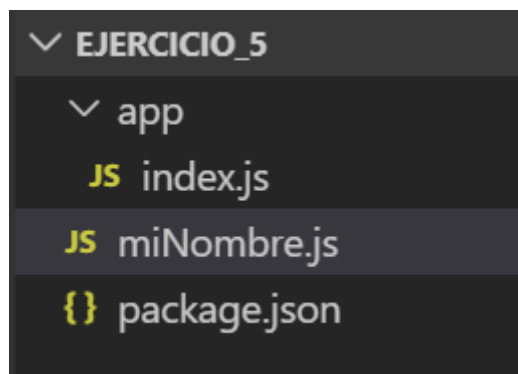 EJERCICIO_5
app
JS index.js
JS miNombre.js
{} package.json